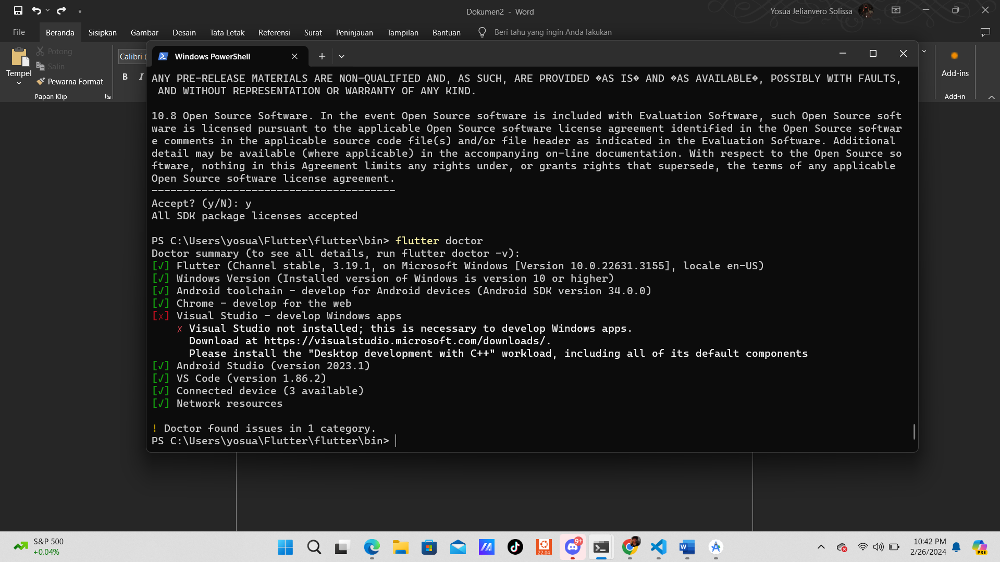 Dokumen2 - Word
Yosua Jelianvero Solissa
File
Beranda
Sisipkan
Gambar
Desain
Tata Letak
Referensi
Surat
Peninjauan
Tampilan
Bantuan
Beri tahu yang ingin Anda lakukan
Tempel
Potong
Salin
Pewarna Format
Papan Klip
Calibri (
B I
Add-ins
Add-in
Windows PowerShell
ANY PRE-RELEASE MATERIALS ARE NON-QUALIFIED AND, AS SUCH, ARE PROVIDED �AS IS� AND �AS AVAILABLE�, POSSIBLY WITH FAULTS,
AND WITHOUT REPRESENTATION OR WARRANTY OF ANY KIND.
10.8 Open Source Software. In the event Open Source software is included with Evaluation Software, such Open Source soft
ware is licensed pursuant to the applicable Open Source software license agreement identified in the Open Source softwar
e comments in the applicable source code file(s) and/or file header as indicated in the Evaluation Software. Additional
detail may be available (where applicable) in the accompanying on-line documentation. With respect to the Open Source so
ftware, nothing in this Agreement limits any rights under, or grants rights that supersede, the terms of any applicable
Open Source software license agreement.
---------------------------------------
Accept? (y/N): y
All SDK package licenses accepted
PS C:\Users\yosua\Flutter\flutter\bin> flutter doctor
Doctor summary (to see all details, run flutter doctor -v):
[√] Flutter (Channel stable, 3.19.1, on Microsoft Windows [Version 10.0.22631.3155], locale en-US)
[√] Windows Version (Installed version of Windows is version 10 or higher)
[√] Android toolchain - develop for Android devices (Android SDK version 34.0.0)
[√] Chrome - develop for the web
[✗] Visual Studio - develop Windows apps
✗ Visual Studio not installed; this is necessary to develop Windows apps.
Download at https://visualstudio.microsoft.com/downloads/.
Please install the "Desktop development with C++" workload, including all of its default components
[√] Android Studio (version 2023.1)
[√] VS Code (version 1.86.2)
[√] Connected device (3 available)
[√] Network resources
! Doctor found issues in 1 category.
PS C:\Users\yosua\Flutter\flutter\bin>
S&P 500
+0,04%
22.04
9+
10:42 PM
2/26/2024
PRE